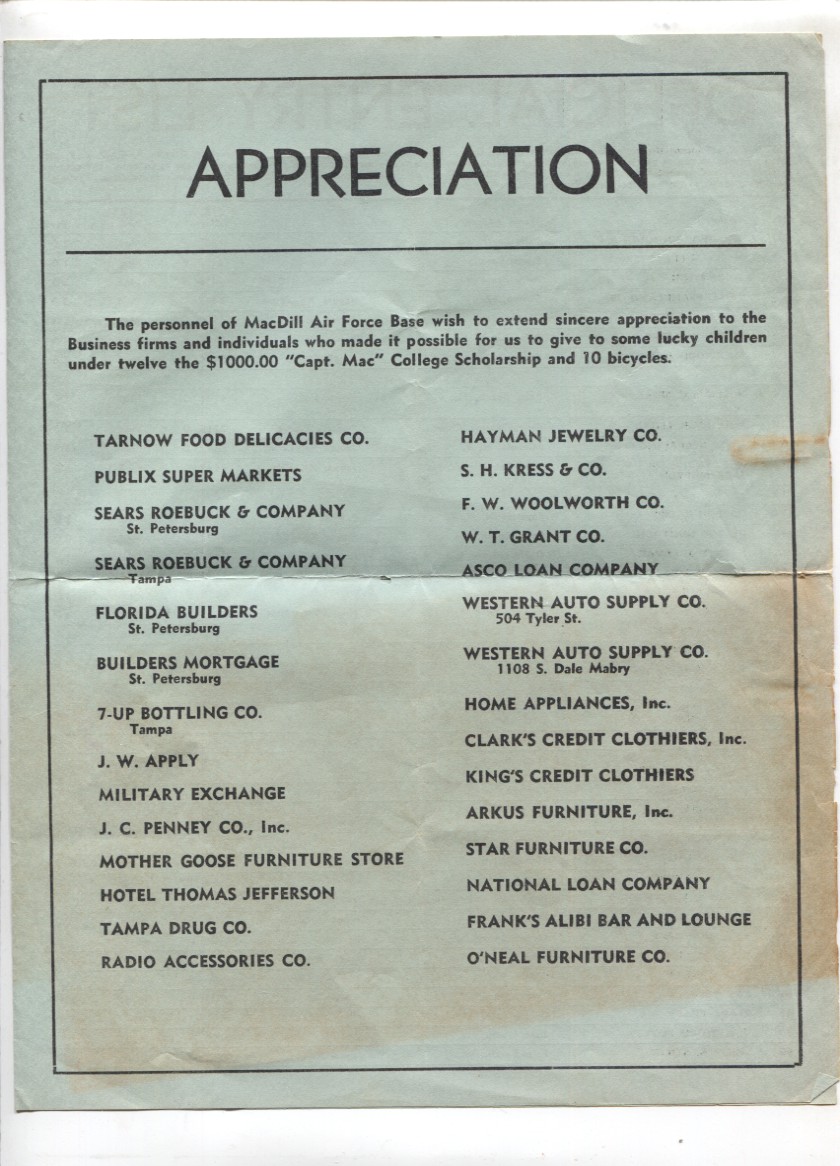 APPRECIATION
The personnel of MacDill Air Force Base wish to extend sincere appreciation to the
Business firms and individuals who made it possible for us to give to some lucky children
under twelve the $1000.00 "Capt. Mac" College Scholarship and 10 bicycles.
TARNOW FOOD DELICACIES CO.
PUBLIX SUPER MARKETS
SEARS ROEBUCK & COMPANY
St. Petersburg
SEARS ROEBUCK & COMPANY
Tampa
FLORIDA BUILDERS
St. Petersburg
BUILDERS MORTGAGE
St. Petersburg
7-UP BOTTLING CO.
Tampa
J. W. APPLY
MILITARY EXCHANGE
J. C. PENNEY CO., Inc.
MOTHER GOOSE FURNITURE STORE
HOTEL THOMAS JEFFERSON
TAMPA DRUG CO.
RADIO ACCESSORIES CO.
HAYMAN JEWELRY CO.
S. H. KRESS & CO.
F. W. WOOLWORTH CO.
W. T. GRANT CO.
ASCO LOAN COMPANY
WESTERN AUTO SUPPLY CO.
504 Tyler St.
WESTERN AUTO SUPPLY CO.
1108 S. Dale Mabry
HOME APPLIANCES, Inc.
CLARK'S CREDIT CLOTHIERS, Inc.
KING'S CREDIT CLOTHIERS
ARKUS FURNITURE, Inc.
STAR FURNITURE CO.
NATIONAL LOAN COMPANY
FRANK'S ALIBI BAR AND LOUNGE
O'NEAL FURNITURE CO.